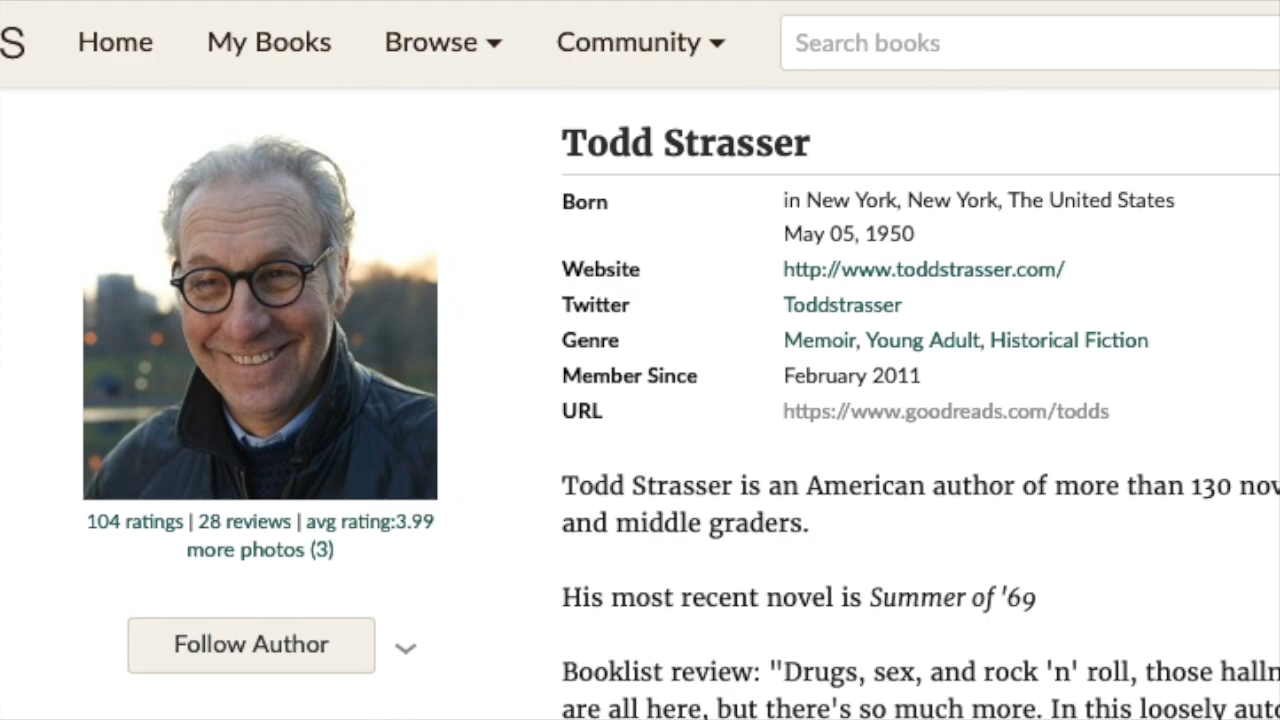 S Home My Books Browse Community Search books
Todd Strasser
Born in New York, New York, The United States
May 05, 1950
Website http://www.toddstrasser.com/
Twitter Toddstrasser
Genre Memoir, Young Adult, Historical Fiction
Member Since February 2011
URL https://www.goodreads.com/todds
104 ratings | 28 reviews | avg rating:3.99
more photos (3)
Follow Author
Todd Strasser is an American author of more than 130 nov
and middle graders.
His most recent novel is Summer of '69
Booklist review: "Drugs, sex, and rock 'n' roll, those halln
are all here, but there's so much more. In this loosely auto